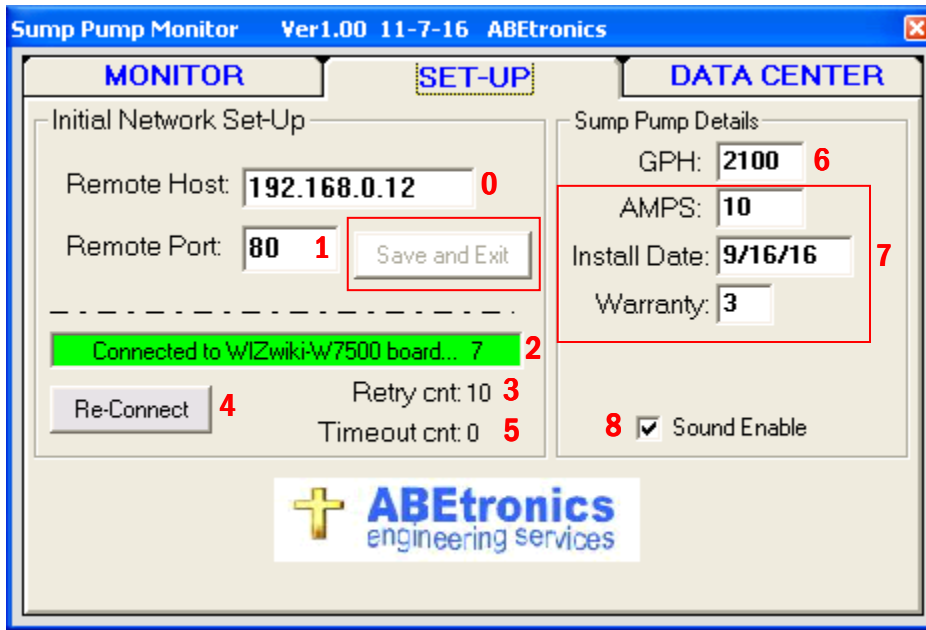 Sump Pump Monitor Ver1.00 11-7-16 ABEtronics
MONITOR SET-UP DATA CENTER
Initial Network Set-Up
Remote Host: 192.168.0.12 0
Remote Port: 80 1 Save and Exit
Connected to WIZwiki-W7500 board... 7 2
Re-Connect 4
Retry cnt: 10 3
Timeout cnt: 0 5
Sump Pump Details
GPH: 2100 6
AMPS: 10
Install Date: 9/16/16 7
Warranty: 3
8 Sound Enable
ABEtronics
engineering services